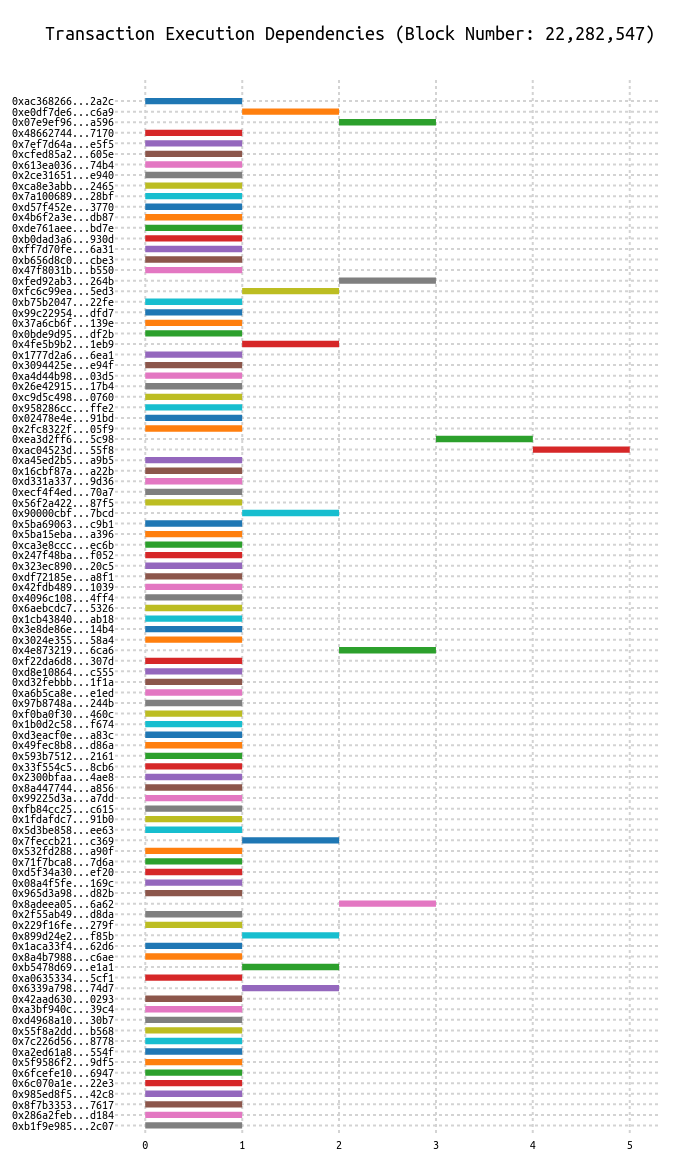 Transaction Execution Dependencies (Block Number: 22,282,547)
0xac368266...2a2c
0xe0df7de6...c6a9
0x07e9ef96...a596
0x48662744...7170
0x7ef7d64a...e5f5
0xcfed85a2...605e
0x613ea036...74b4
0x2ce31651...e940
0xca8e3abb...2465
0x7a100689...28bf
0xd57f452e...3770
0x4b6f2a3e...db87
0xde761aee...bd7e
0xb0dad3a6...930d
0xff7d70fe...6a31
0xb656d8c0...cbe3
0x47f8031b...b550
0xfed92ab3...264b
0xfc6c99ea...5ed3
0xb75b2047...22fe
0x99c22954...dfd7
0x37a6cb6f...139e
0x0bde9d95...df2b
0x4fe5b9b2...1eb9
0x1777d2a6...6ea1
0x3094425e...e94f
0xa4d44b98...03d5
0x26e42915...17b4
0xc9d5c498...0760
0x958286cc...ffe2
0x02478e4e...91bd
0x2fc8322f...05f9
0xea3d2ff6...5c98
0xac04523d...55f8
0xa45ed2b5...a9b5
0x16cbf87a...a22b
0xd331a337...9d36
0xecf4f4ed...70a7
0x56f2a422...87f5
0x90000cbf...7bcd
0x5ba69063...c9b1
0x5ba15eba...a396
0xca3e8ccc...ec6b
0x247f48ba...f052
0x323ec890...20c5
0xdf72185e...a8f1
0x42fdb489...1039
0x4096c108...4ff4
0x6aebcdc7...5326
0x1cb43840...ab18
0x3e8de86e...14b4
0x3024e355...58a4
0x4e873219...6ca6
0xf22da6d8...307d
0xd8e10864...c555
0xd32febbb...1f1a
0xa6b5ca8e...e1ed
0x97b8748a...244b
0xf0ba0f30...460c
0x1b0d2c58...f674
0xd3eacf0e...a83c
0x49fec8b8...d86a
0x593b7512...2161
0x33f554c5...8cb6
0x2300bfaa...4ae8
0x8a447744...a856
0x99225d3a...a7dd
0xfb84cc25...c615
0x1fdafdc7...91b0
0x5d3be858...ee63
0x7feccb21...c369
0x532fd288...a90f
0x71f7bca8...7d6a
0xd5f34a30...ef20
0x08a4f5fe...169c
0x965d3a98...d82b
0x8adeea05...6a62
0x2f55ab49...d8da
0x229f16fe...279f
0x899d24e2...f85b
0x1aca33f4...62d6
0x8a4b7988...c6ae
0xb5478d69...e1a1
0xa0635334...5cf1
0x6339a798...74d7
0x42aad630...0293
0xa3bf940c...39c4
0xd4968a10...30b7
0x55f8a2dd...b568
0x7c226d56...8778
0xa2ed61a8...554f
0x5f9586f2...9df5
0x6fcefe10...6947
0x6c070a1e...22e3
0x985ed8f5...42c8
0x8f7b3353...7617
0x286a2feb...d184
0xb1f9e985...2c07
0 1 2 3 4 5